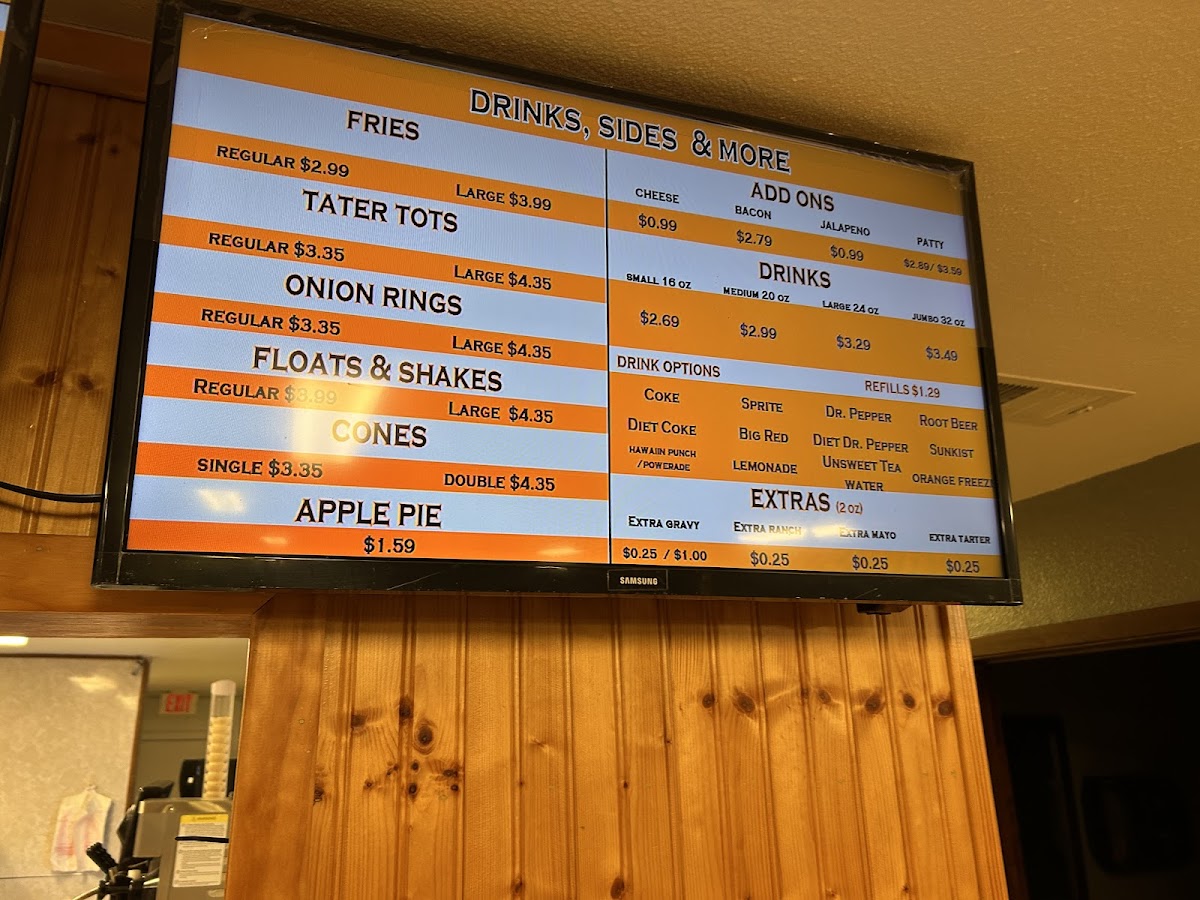 DRINKS, SIDES & MORE
FRIES
REGULAR $2.99 LARGE $3.99
TATER TOTS
REGULAR $3.35 LARGE $4.35
ONION RINGS
REGULAR $3.35 LARGE $4.35
FLOATS & SHAKES
REGULAR $3.99 LARGE $4.35
CONES
SINGLE $3.35 DOUBLE $4.35
APPLE PIE
$1.59
ADD ONS
CHEESE BACON JALAPENO PATTY
$0.99 $2.79 $0.99 $2.89/ $3.59
DRINKS
SMALL 16 OZ MEDIUM 20 OZ LARGE 24 OZ JUMBO 32 OZ
$2.69 $2.99 $3.29 $3.49
DRINK OPTIONS REFILLS $1.29
COKE SPRITE DR. PEPPER ROOT BEER
DIET COKE BIG RED DIET DR. PEPPER SUNKIST
HAWAIIN PUNCH
/POWERADE
LEMONADE
UNSWEET TEA
WATER
ORANGE FREEZ
EXTRAS (2 OZ)
EXTRA GRAVY EXTRA RANCH EXTRA MAYO EXTRA TARTER
$0.25 / $1.00 $0.25 $0.25 $0.25
SAMSUNG
EXIT